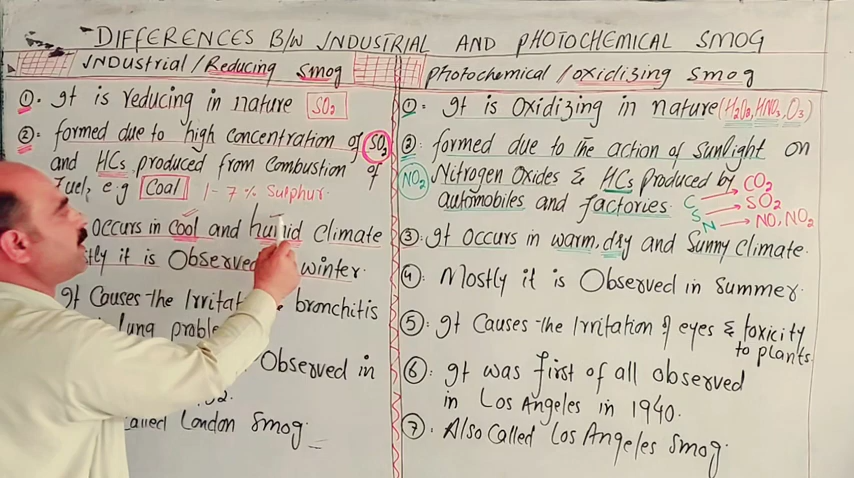 DIFFERENCES B/W INDUSTRIAL AND PHOTOCHEMICAL SMOG
INDUSTRIAL/Reducing smog
①. It is reducing in nature SO₂
②: formed due to high concentration of SO₂
and HCs produced from combustion of
fuel, e.g Coal 1-7% Sulphur
occurs in cool and humid climate
it is Observed winter.
It Causes the bronchitis
lung
Observed in
London Smog
photochemical/oxidizing smog
①: It is Oxidizing in nature (H₂O₂, HNO₃, O₃)
②: formed due to the action of sunlight on
NO₂ Nitrogen Oxides & HCs produced by
automobiles and factories.
C → CO₂
S → SO₂
N → NO, NO₂
③: It occurs in warm, dry and Sunny climate.
④: Mostly it is Observed in Summer
⑤: It Causes the Irritation of eyes & toxicity
to plants.
⑥: It was first of all observed
in Los Angeles in 1940.
⑦: Also Called Los Angeles smog.